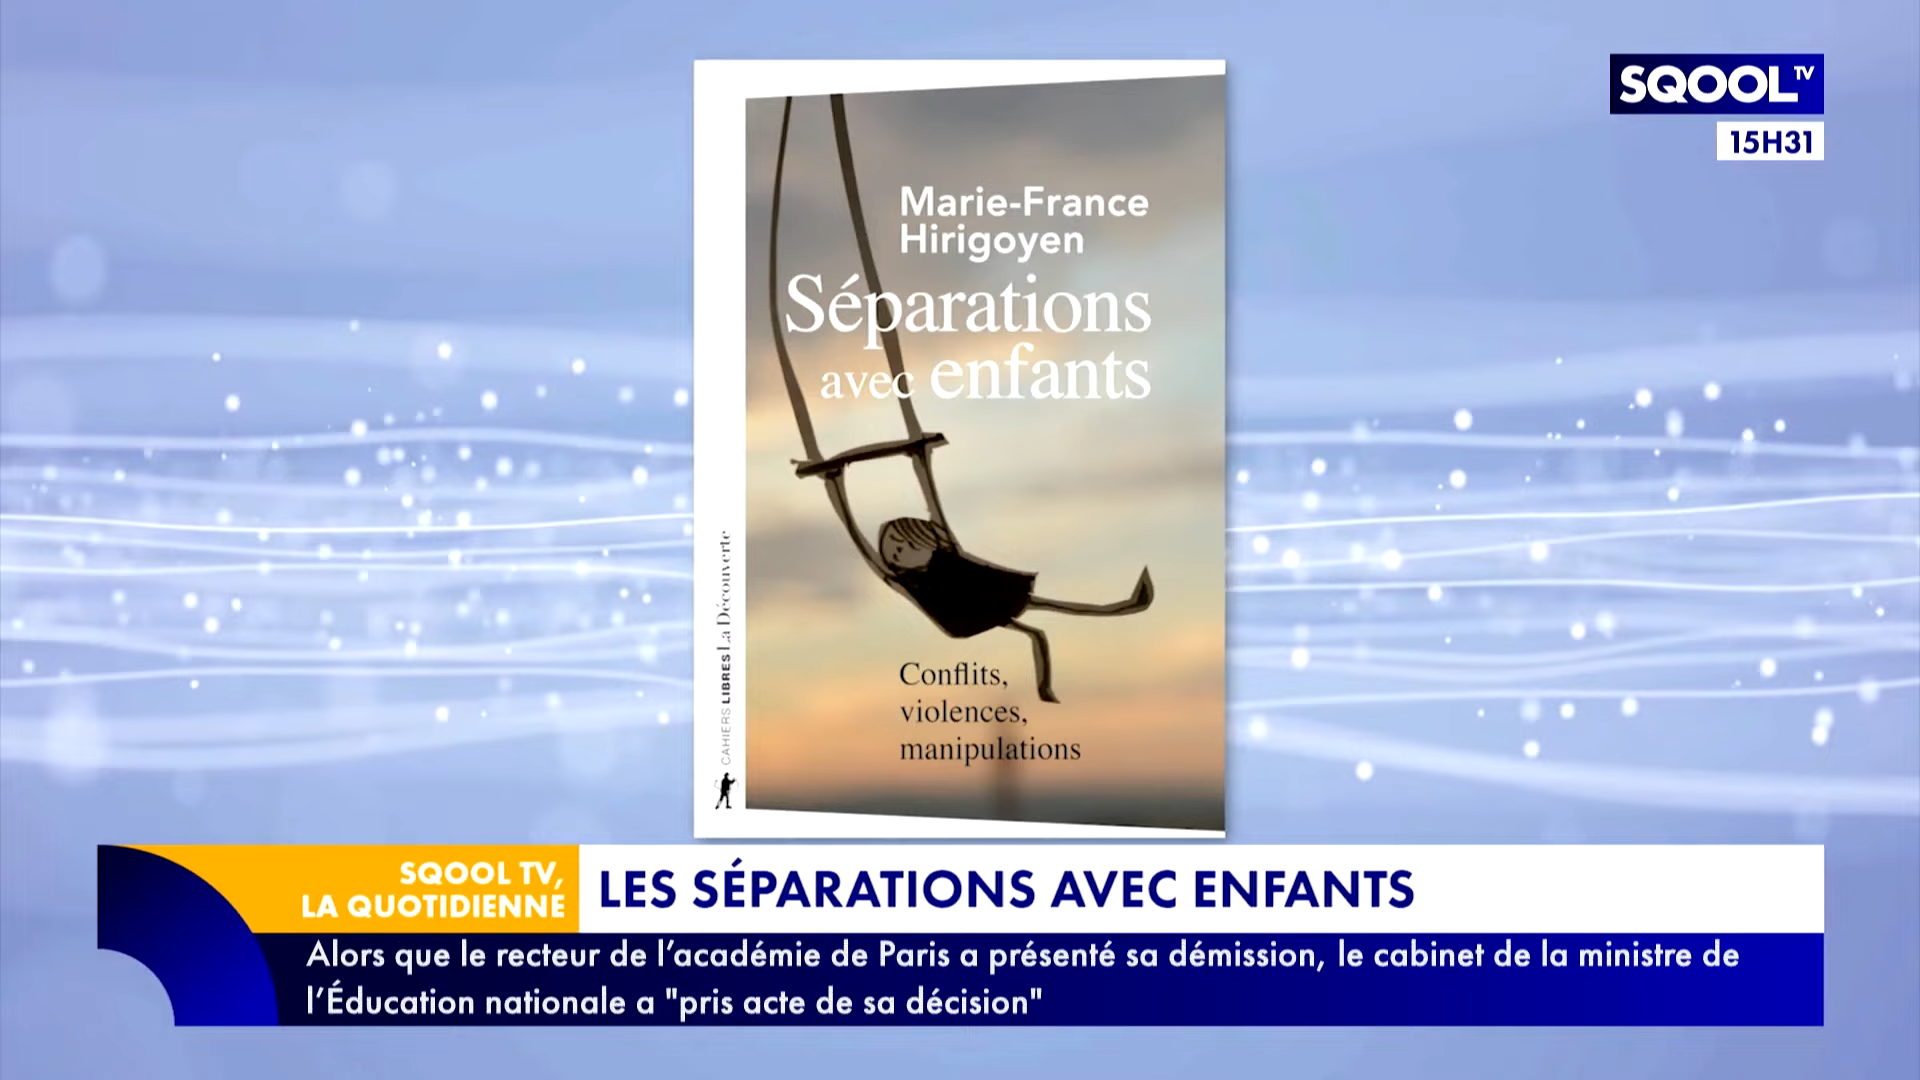 SQOOL TV
15H31
Marie-France
Hirigoyen
Séparations
avec enfants
Conflits,
violences,
manipulations
CAHIERS LIBRES La Découverte
SQOOL TV,
LA QUOTIDIENNE
LES SÉPARATIONS AVEC ENFANTS
Alors que le recteur de l’académie de Paris a présenté sa démission, le cabinet de la ministre de
l’Éducation nationale a "pris acte de sa décision"